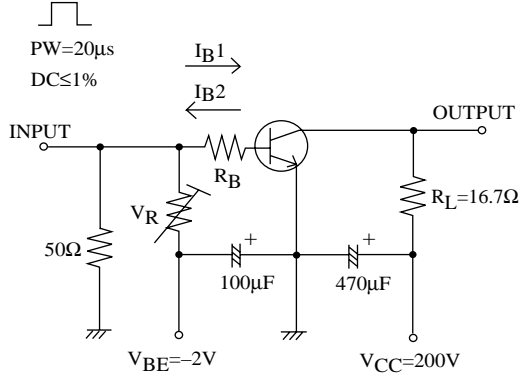 PW=20μs
DC≤1%
IB1
IB2
INPUT
OUTPUT
RB
VR
RL=16.7Ω
50Ω
+
+
100μF
470μF
VBE=−2V
VCC=200V